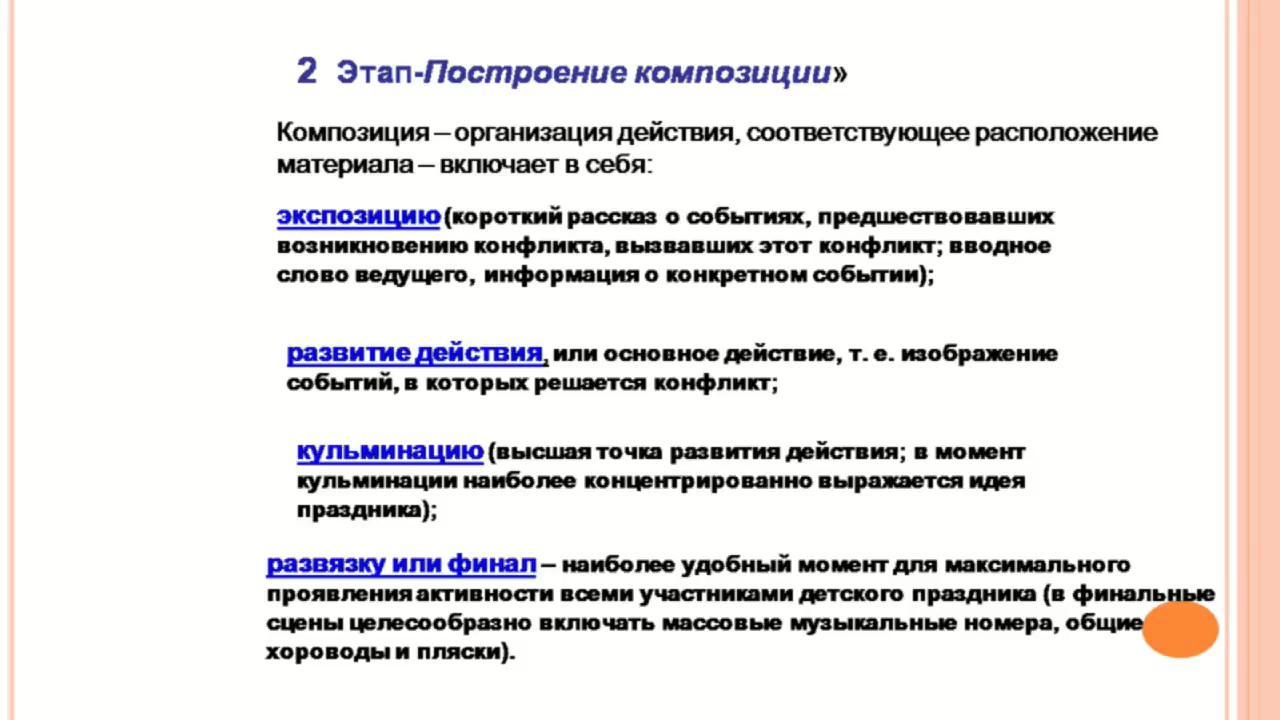 2 Этап-Построение композиции»
Композиция – организация действия, соответствующее расположение
материала – включает в себя:
экспозицию (короткий рассказ о событиях, предшествовавших
возникновению конфликта, вызвавших этот конфликт; вводное
слово ведущего, информация о конкретном событии);
развитие действия, или основное действие, т. е. изображение
событий, в которых решается конфликт;
кульминацию (высшая точка развития действия; в момент
кульминации наиболее концентрированно выражается идея
праздника);
развязку или финал – наиболее удобный момент для максимального
проявления активности всеми участниками детского праздника (в финальные
сцены целесообразно включать массовые музыкальные номера, общие
хороводы и пляски).